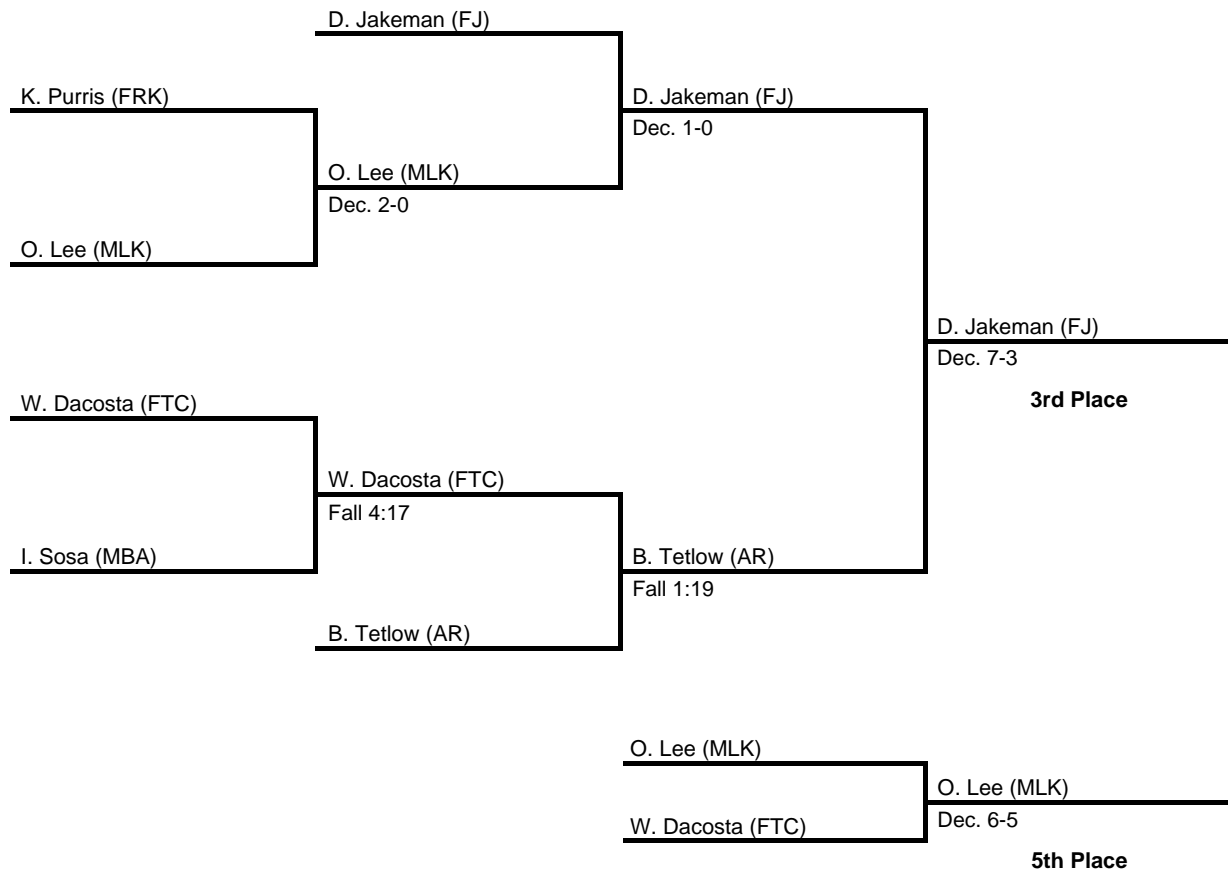 D. Jakeman (FJ)
K. Purris (FRK)
D. Jakeman (FJ)
Dec. 1-0
O. Lee (MLK)
Dec. 2-0
O. Lee (MLK)
D. Jakeman (FJ)
Dec. 7-3
3rd Place
W. Dacosta (FTC)
W. Dacosta (FTC)
Fall 4:17
I. Sosa (MBA)
B. Tetlow (AR)
Fall 1:19
B. Tetlow (AR)
O. Lee (MLK)
O. Lee (MLK)
Dec. 6-5
W. Dacosta (FTC)
5th Place